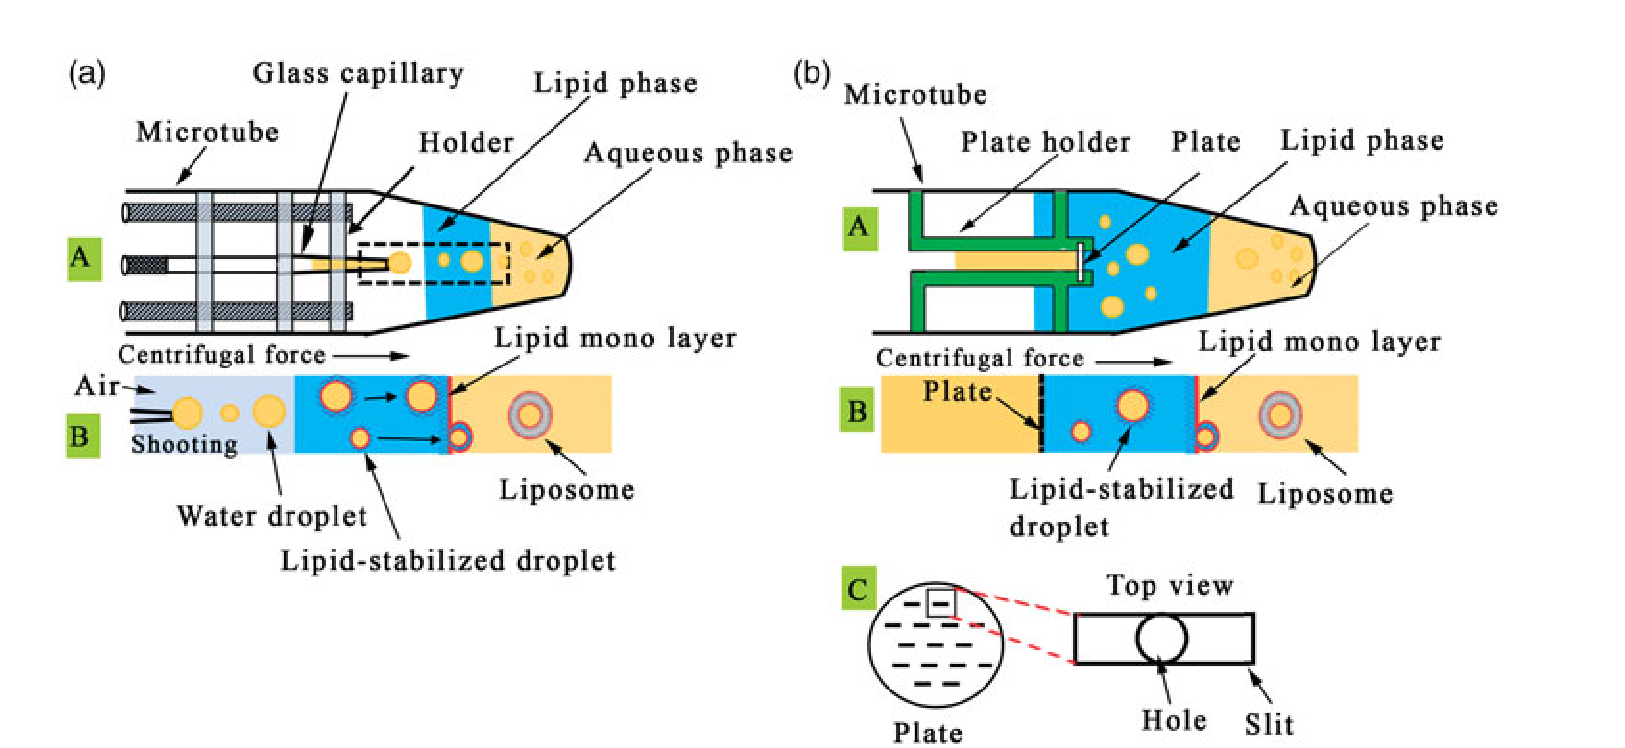 (a)
Glass capillary
Lipid phase
Microtube
Holder
Aqueous phase
A
Centrifugal force
Lipid mono layer
Air
B
Shooting
Liposome
Water droplet
Lipid-stabilized droplet
(b)
Microtube
Plate holder
Plate
Lipid phase
Aqueous phase
A
Centrifugal force
Lipid mono layer
Plate
B
Lipid-stabilized
droplet
Liposome
C
Top view
Hole
Slit
Plate